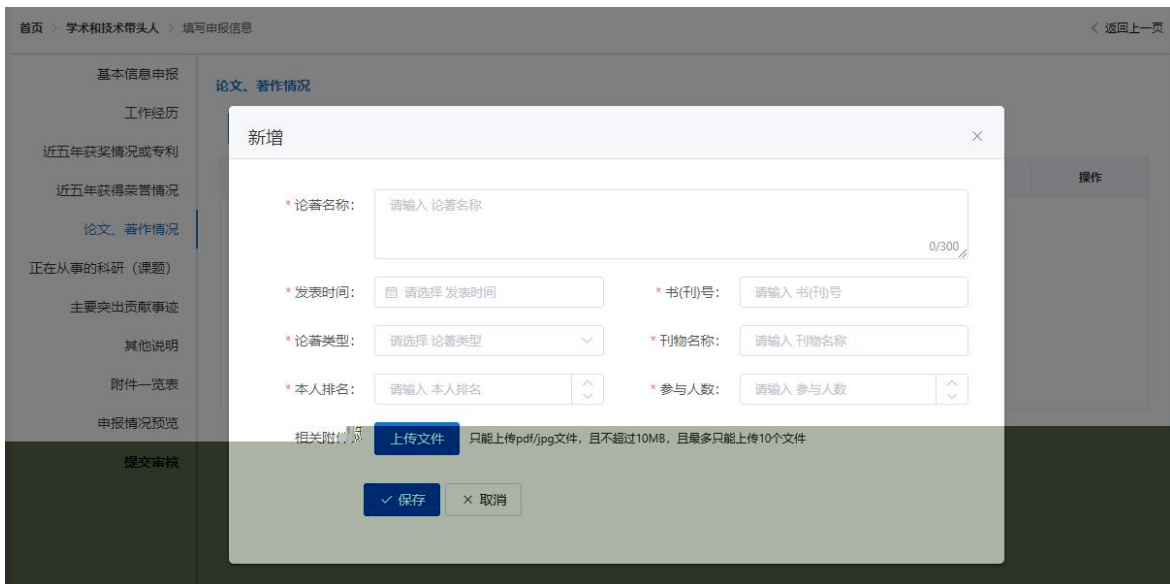 首页 > 学术和技术带头人 > 填写申报信息
< 返回上一页
基本信息申报
工作经历
近五年获奖情况或专利
近五年获得荣誉情况
论文、著作情况
正在从事的科研（课题）
主要突出贡献事迹
其他说明
附件一览表
申报情况预览
提交审核
论文、著作情况
操作
新增 ×
* 论著名称： 请输入 论著名称
0/300
* 发表时间： 请选择 发表时间 * 书(刊)号： 请输入 书(刊)号
* 论著类型： 请选择 论著类型 * 刊物名称： 请输入 刊物名称
* 本人排名： 请输入 本人排名 * 参与人数： 请输入 参与人数
相关附 上传文件 只能上传pdf/jpg文件，且不超过10MB，且最多只能上传10个文件
✓ 保存 × 取消